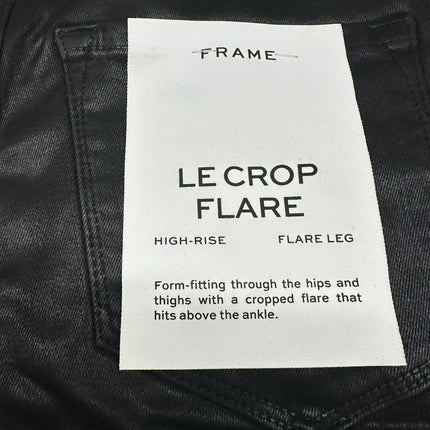 FRAME
LE CROP
FLARE
HIGH-RISE FLARE LEG
Form-fitting through the hips and
thighs with a cropped flare that
hits above the ankle.